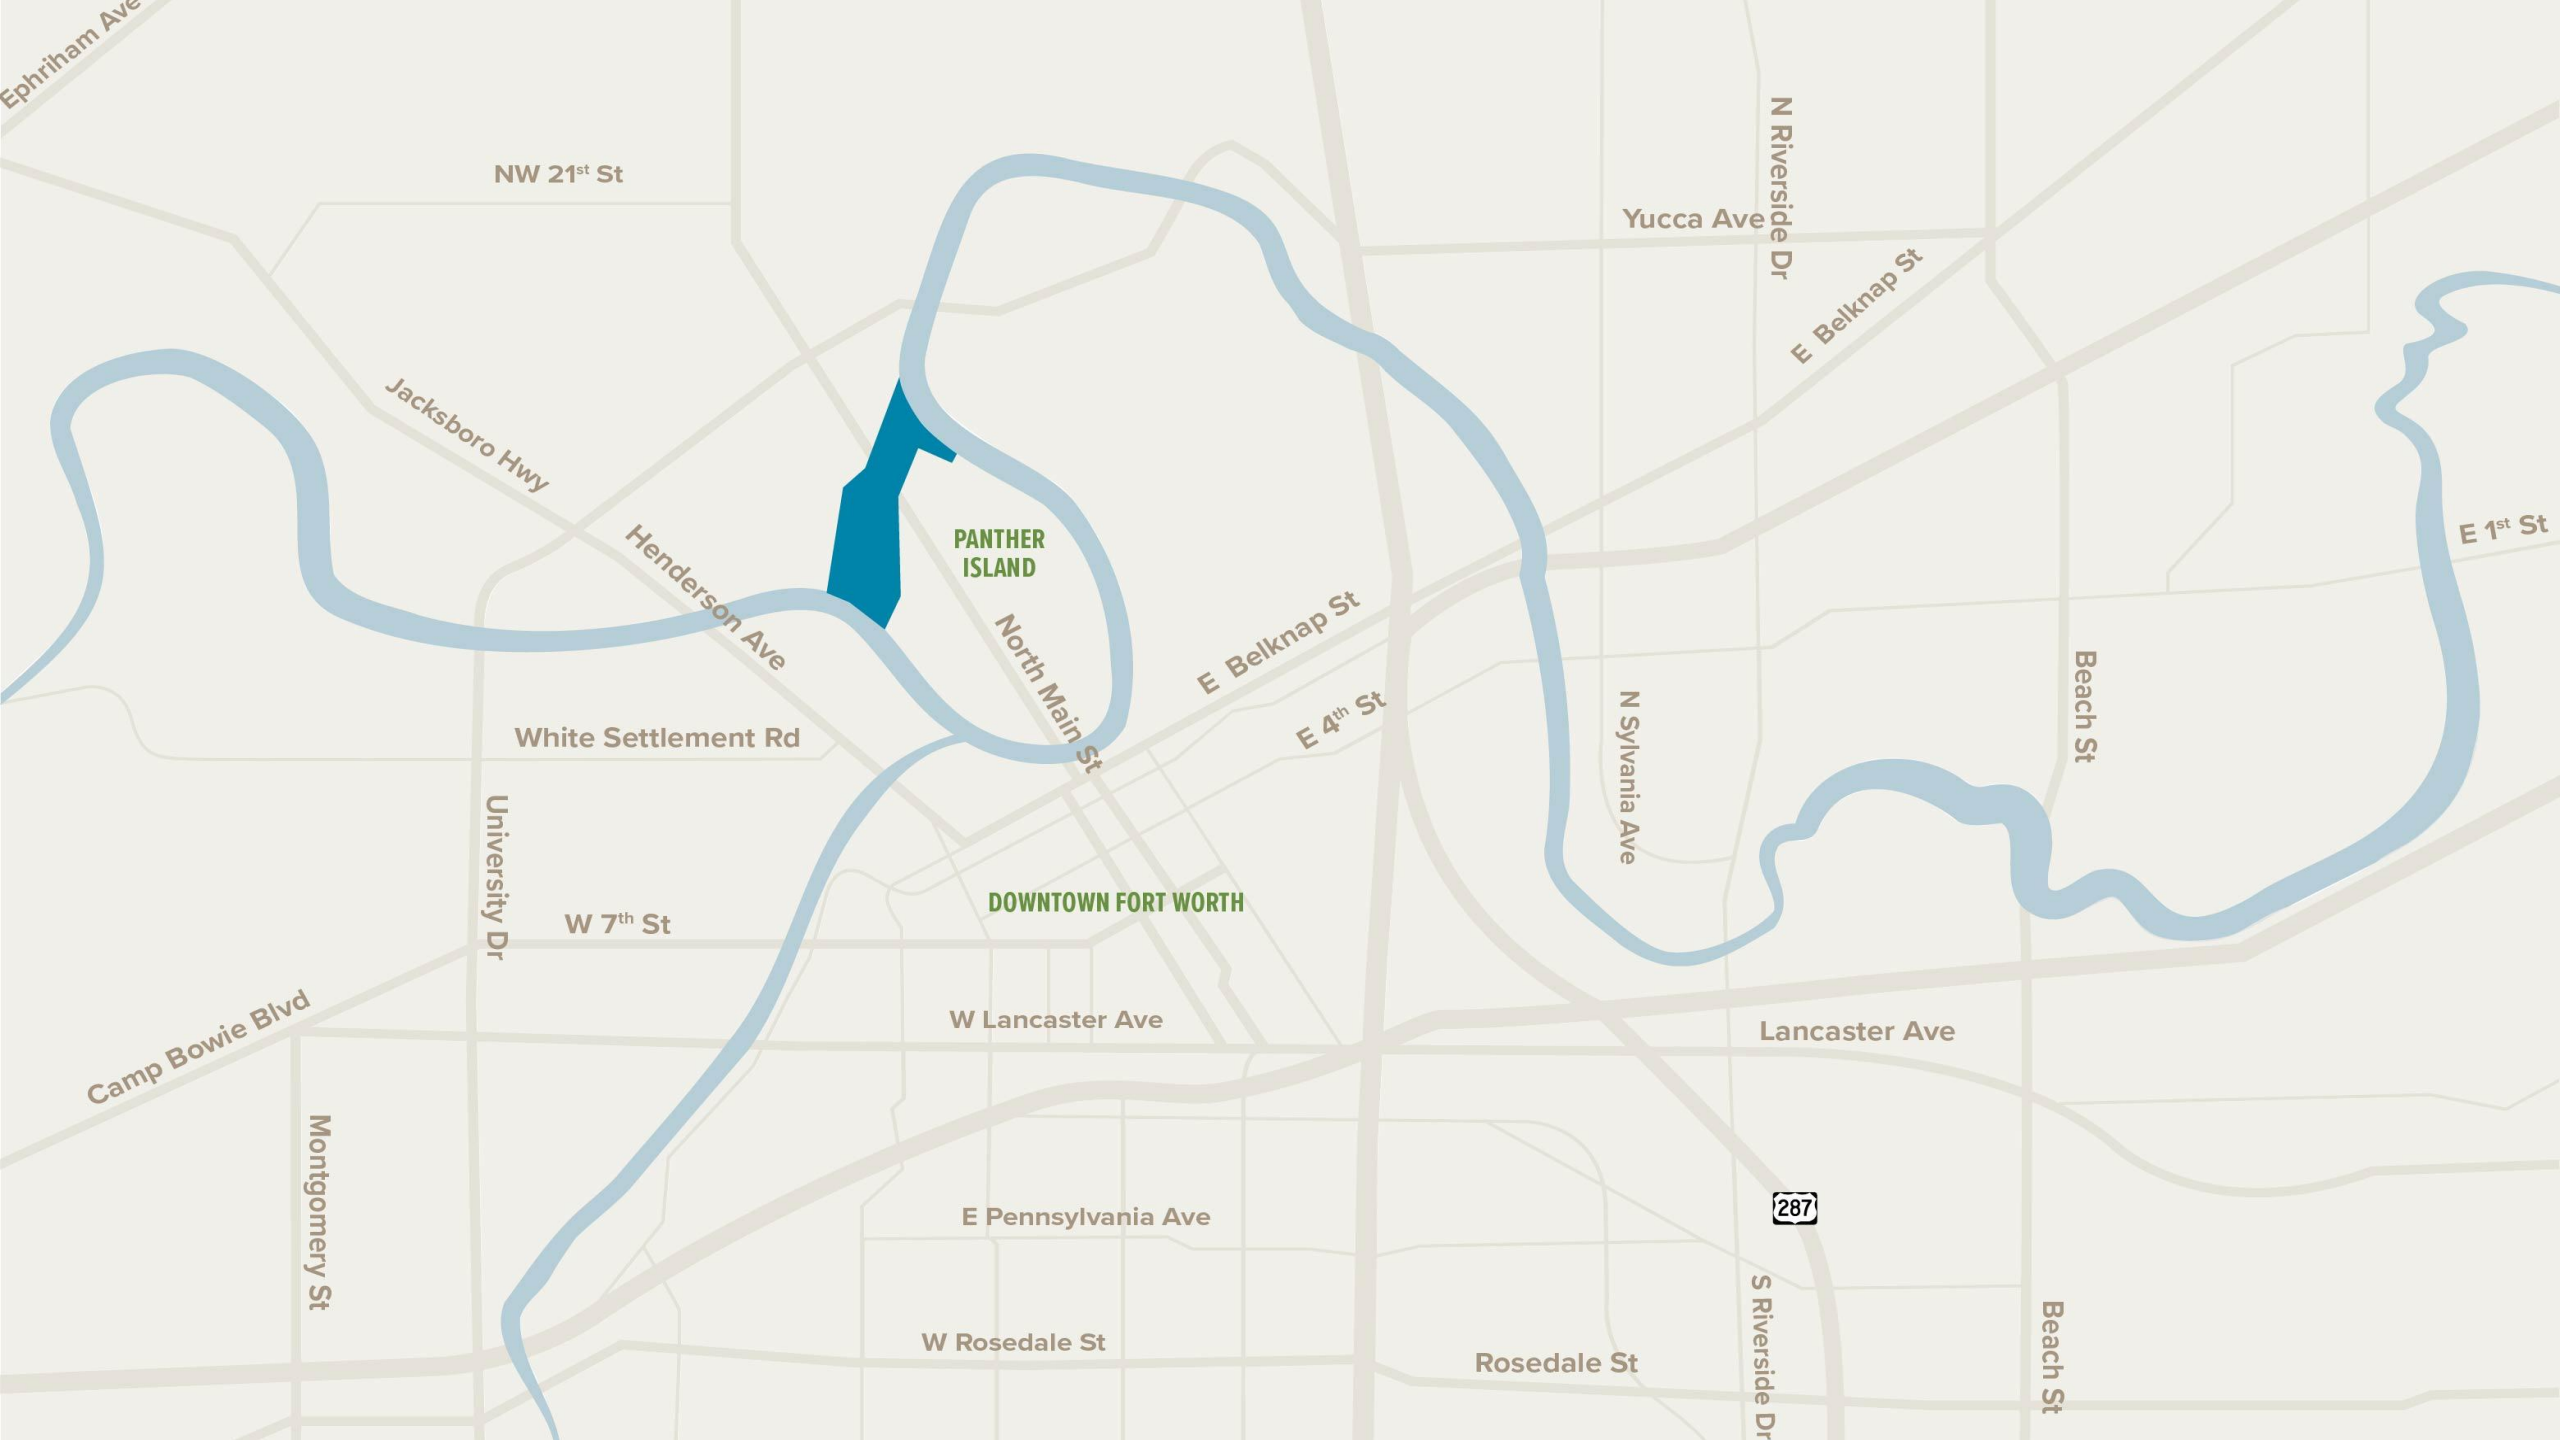 Ephriham Ave
NW 21st St
N Riverside Dr
Yucca Ave
E Belknap St
Jacksboro Hwy
Henderson Ave
PANTHER
ISLAND
E 1st St
North Main St
E Belknap St
E 4th St
N Sylvania Ave
Beach St
White Settlement Rd
University Dr
W 7th St
DOWNTOWN FORT WORTH
Camp Bowie Blvd
W Lancaster Ave
Lancaster Ave
Montgomery St
E Pennsylvania Ave
287
S Riverside Dr
Beach St
W Rosedale St
Rosedale St